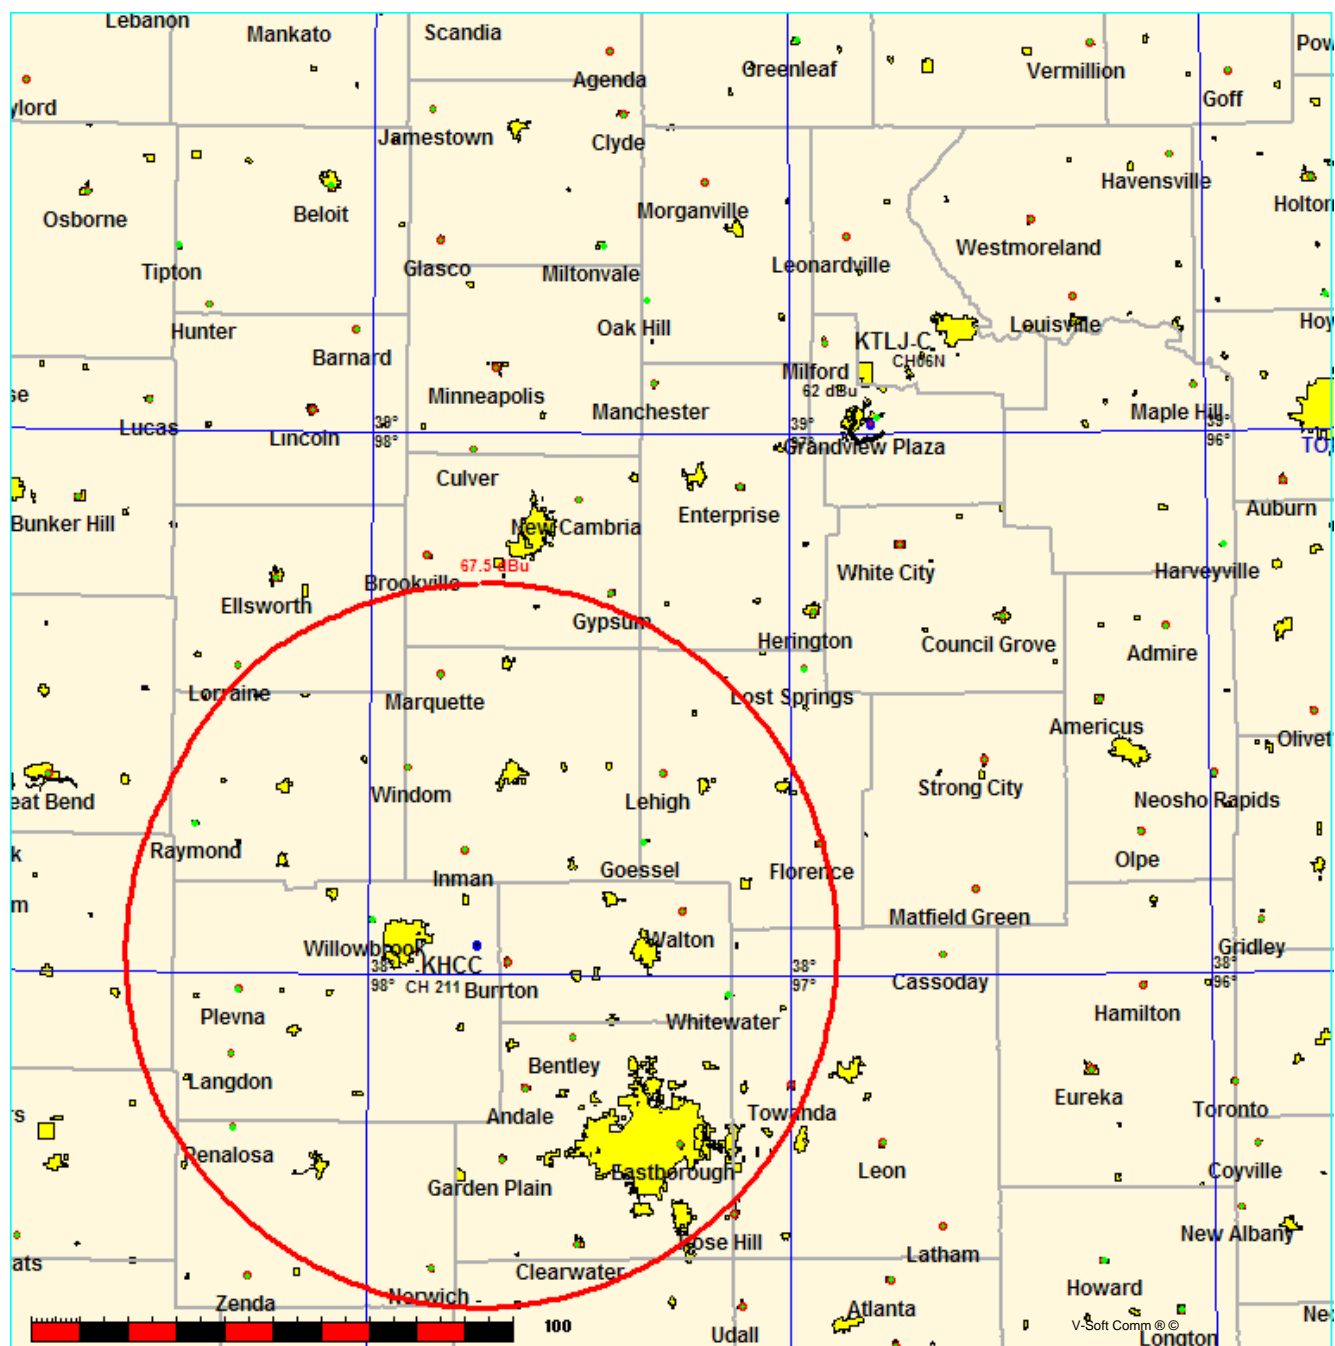 Lebanon
Mankato
Scandia
Agenda
Greenleaf
Vermillion
Pow
Goff
ylord
Jamestown
Clyde
Havensville
Osborne
Beloit
Morganville
Holton
Westmoreland
Tipton
Glasco
Miltonvale
Leonardville
Hunter
Oak Hill
Louisville
Hoy
Barnard
KTLJ-C
CH06N
Milford
62 dBu
se
Minneapolis
Manchester
Maple Hill
Lucas
Lincoln
39°
98°
39°
97°
39°
96°
Grandview Plaza
TO
Culver
Bunker Hill
New Cambria
Enterprise
Auburn
67.5 dBu
Brookville
White City
Harveyville
Ellsworth
Gypsum
Herington
Council Grove
Admire
Lorraine
Marquette
Lost Springs
Americus
Olivet
eat Bend
Windom
Lehigh
Strong City
Neosho Rapids
Raymond
k
Inman
Goessel
Florence
Olpe
m
Matfield Green
Willowbrook
Walton
Gridley
KHCC
CH 211
38°
98°
38°
97°
38°
96°
Burrton
Cassoday
Plevna
Whitewater
Hamilton
Langdon
Bentley
Eureka
rs
Andale
Towanda
Toronto
Penalosa
Garden Plain
Eastborough
Leon
Coyville
Rose Hill
New Albany
ats
Clearwater
Latham
Zenda
Norwich
Atlanta
Howard
Ne
100
Udall
V-Soft Comm ® ©
Longton